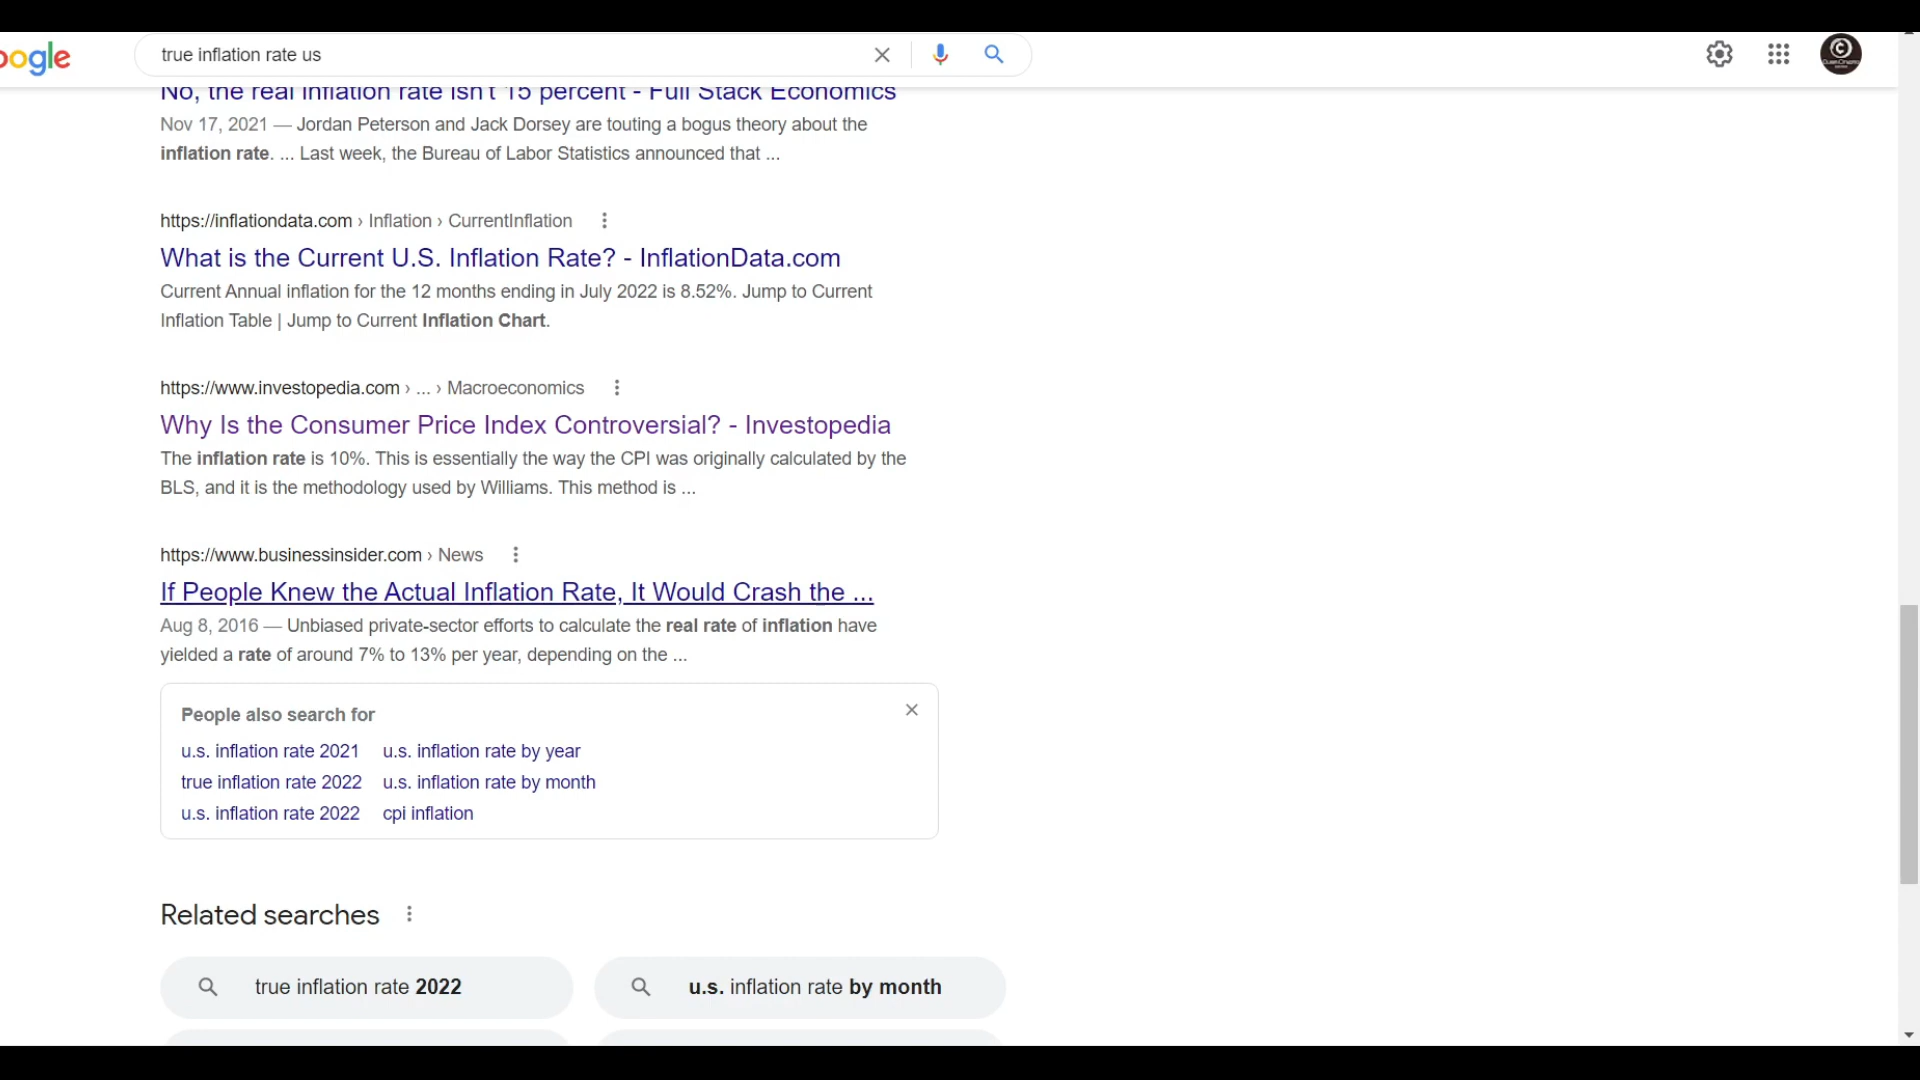 oogle
true inflation rate us
No, the real inflation rate isn't 15 percent - Full Stack Economics
Nov 17, 2021 — Jordan Peterson and Jack Dorsey are touting a bogus theory about the
inflation rate. ... Last week, the Bureau of Labor Statistics announced that ...
https://inflationdata.com › Inflation › CurrentInflation
What is the Current U.S. Inflation Rate? - InflationData.com
Current Annual inflation for the 12 months ending in July 2022 is 8.52%. Jump to Current
Inflation Table | Jump to Current Inflation Chart.
https://www.investopedia.com › ... › Macroeconomics
Why Is the Consumer Price Index Controversial? - Investopedia
The inflation rate is 10%. This is essentially the way the CPI was originally calculated by the
BLS, and it is the methodology used by Williams. This method is ...
https://www.businessinsider.com › News
If People Knew the Actual Inflation Rate, It Would Crash the ...
Aug 8, 2016 — Unbiased private-sector efforts to calculate the real rate of inflation have
yielded a rate of around 7% to 13% per year, depending on the ...
People also search for
u.s. inflation rate 2021 u.s. inflation rate by year
true inflation rate 2022 u.s. inflation rate by month
u.s. inflation rate 2022 cpi inflation
Related searches
true inflation rate 2022
u.s. inflation rate by month